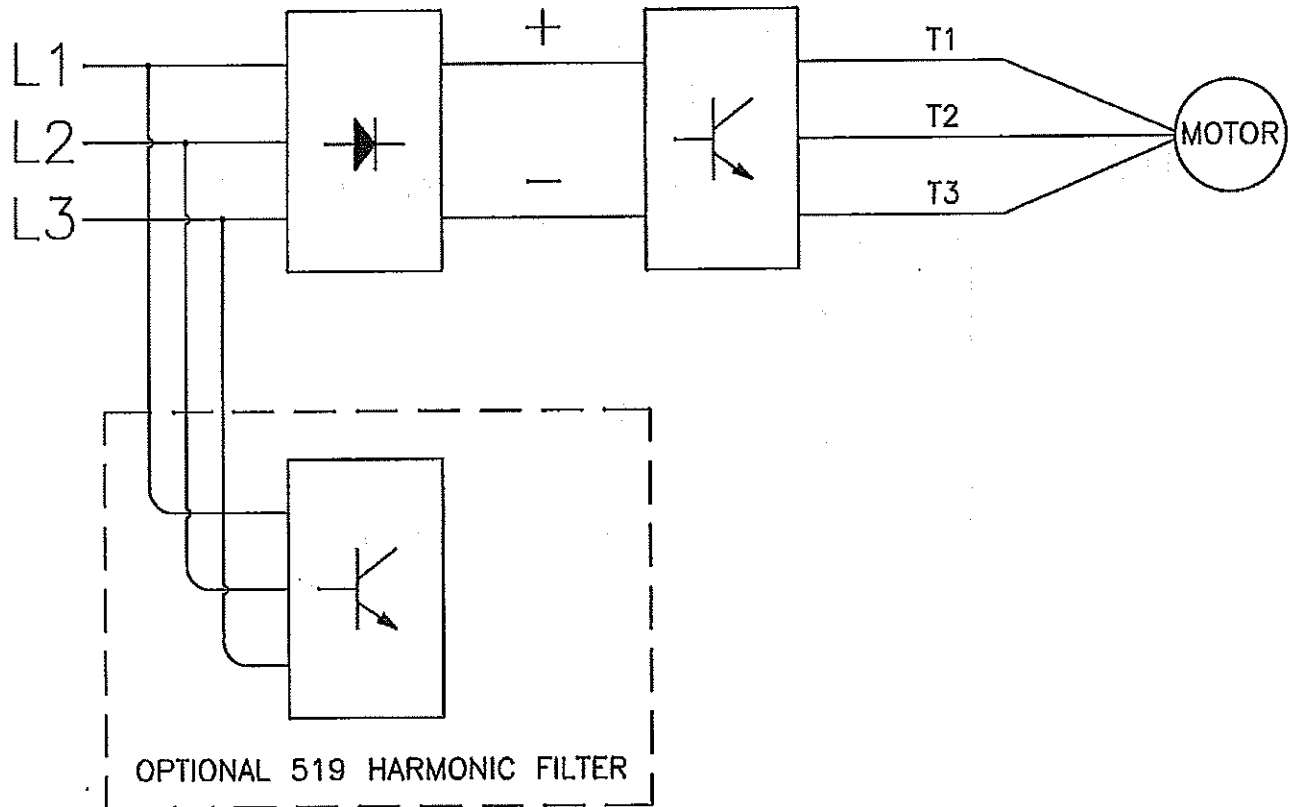 L1
L2
L3
+
−
T1
T2
T3
MOTOR
OPTIONAL 519 HARMONIC FILTER